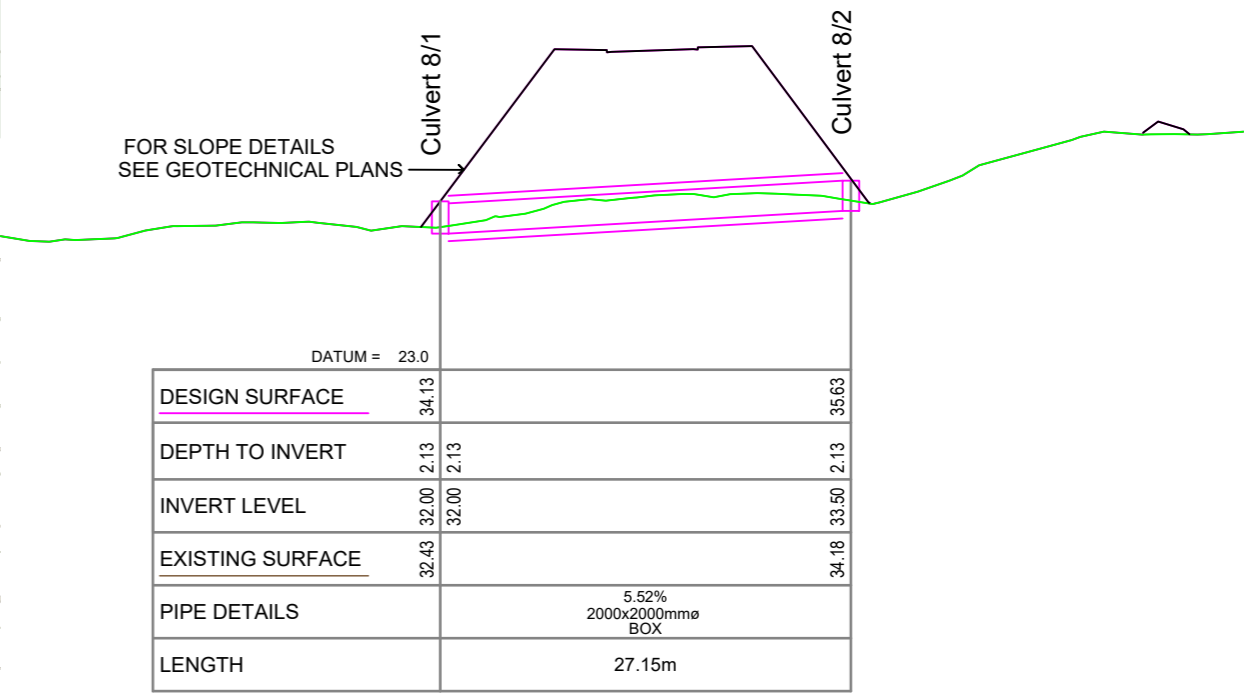 Culvert 8/1
Culvert 8/2
FOR SLOPE DETAILS
SEE GEOTECHNICAL PLANS
DATUM = 23.0
DESIGN SURFACE 34.13 35.63
DEPTH TO INVERT 2.13 2.13 2.13
INVERT LEVEL 32.00 32.00 33.50
EXISTING SURFACE 32.43 34.18
PIPE DETAILS
5.52%
2000x2000mmø
BOX
LENGTH 27.15m